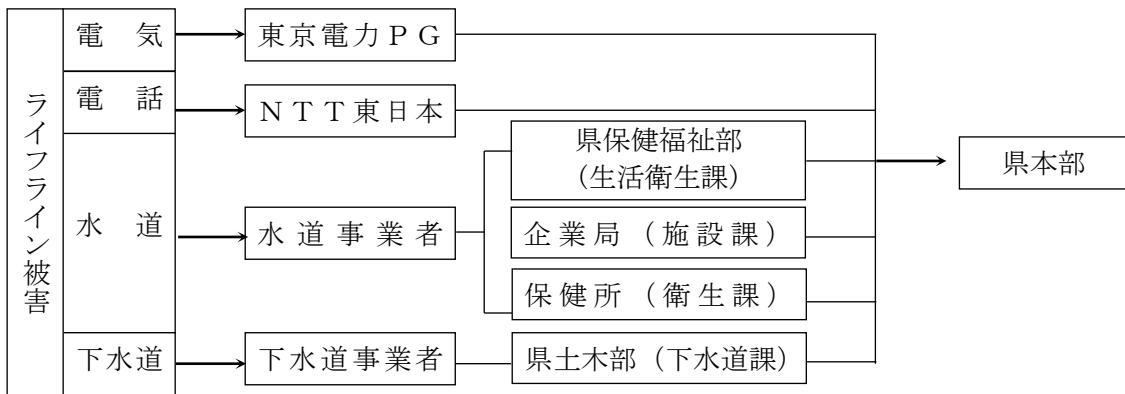 ライフライン被害
電気
東京電力ＰＧ
電話
ＮＴＴ東日本
水道
水道事業者
県保健福祉部
（生活衛生課）
企業局（施設課）
保健所（衛生課）
下水道
下水道事業者
県土木部（下水道課）
県本部